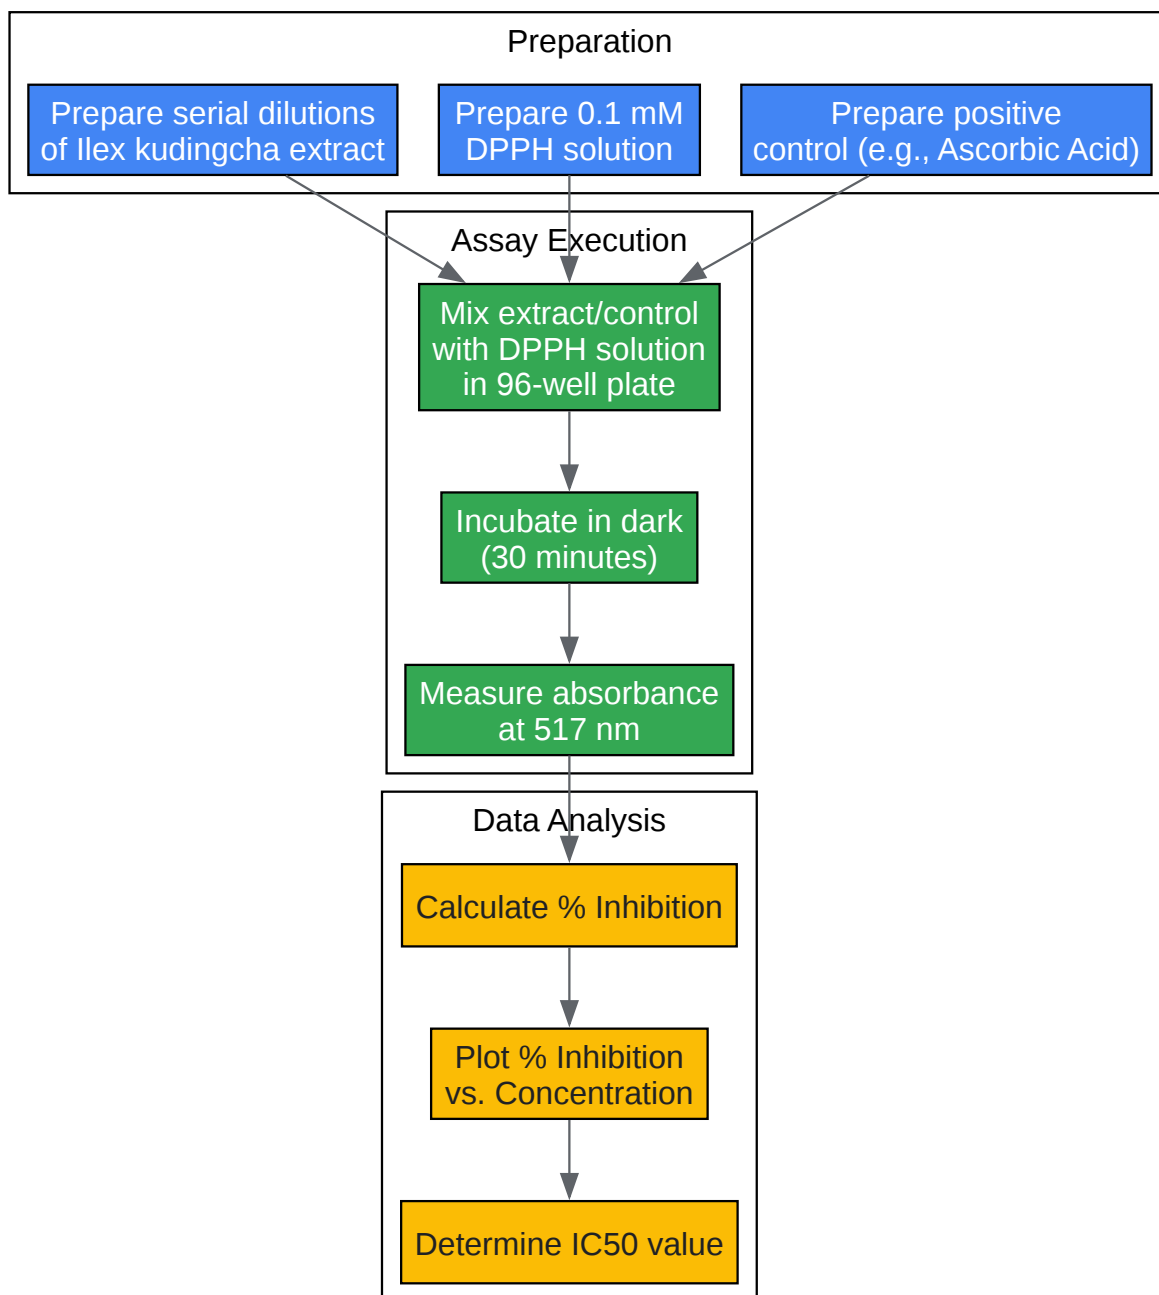 Preparation
Prepare serial dilutions
of Ilex kudingcha extract
Prepare 0.1 mM
DPPH solution
Prepare positive
control (e.g., Ascorbic Acid)
Assay Execution
Mix extract/control
with DPPH solution
in 96-well plate
Incubate in dark
(30 minutes)
Measure absorbance
at 517 nm
Data Analysis
Calculate % Inhibition
Plot % Inhibition
vs. Concentration
Determine IC50 value